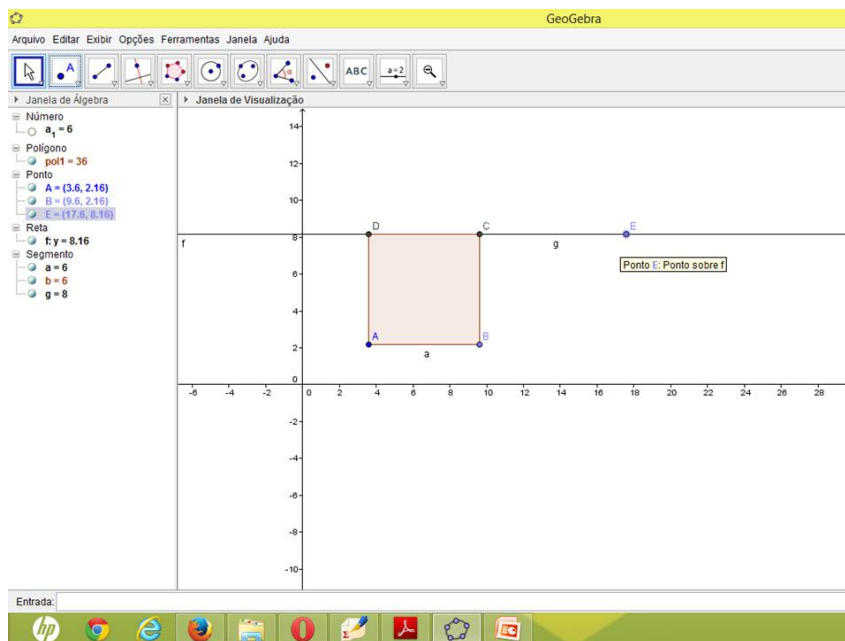 GeoGebra
Arquivo Editar Exibir Opções Ferramentas Janela Ajuda
A
α
ABC
a=2
Janela de Álgebra
Janela de Visualização
Número
a₁ = 6
Polígono
pol1 = 36
Ponto
A = (3.6, 2.16)
B = (9.6, 2.16)
E = (17.6, 8.16)
Reta
f: y = 8.16
Segmento
a = 6
b = 6
g = 8
14
12
10
8
6
4
2
0
-2
-4
-6
-8
-10
-6 -4 -2 0 2 4 6 8 10 12 14 16 18 20 22 24 26 28
D C E
f g
Ponto E: Ponto sobre f
A B
a
Entrada:
hp